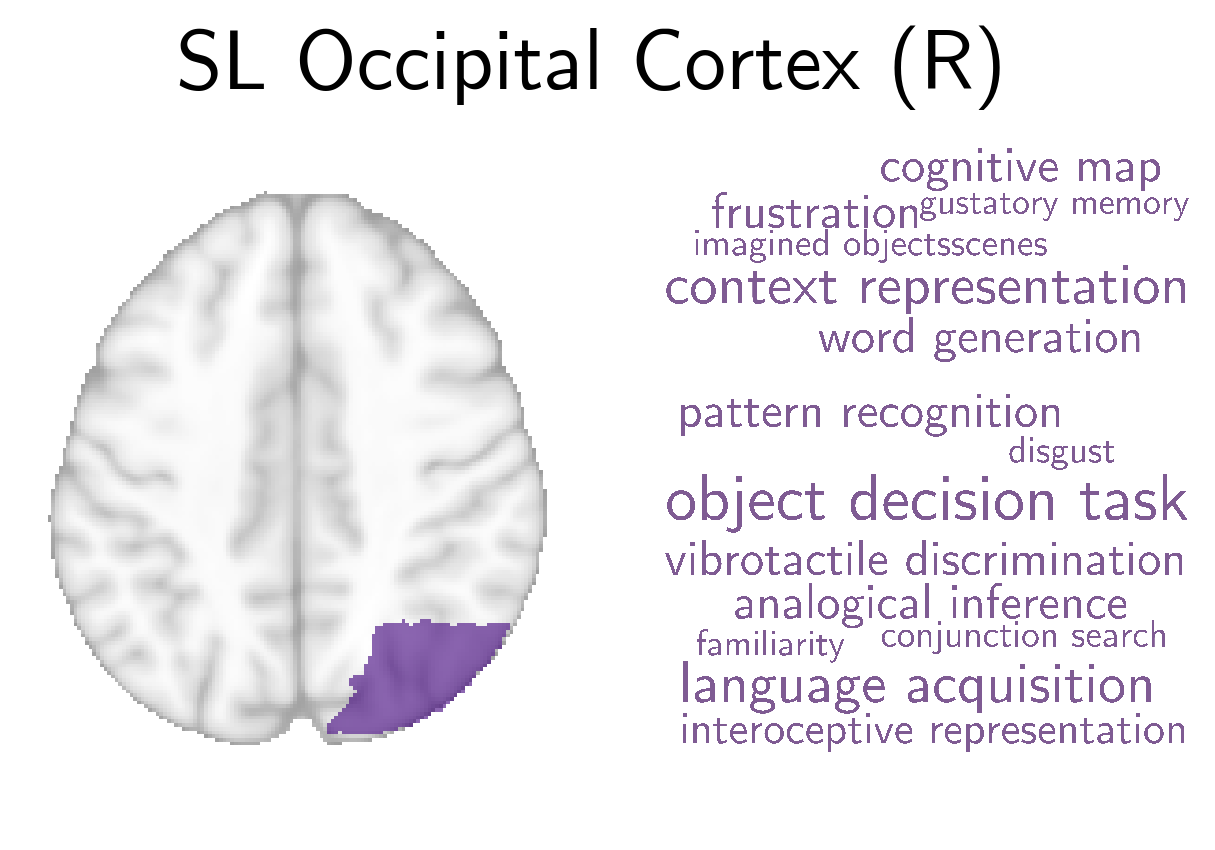 SL Occipital Cortex (R)
cognitive map
frustration
gustatory memory
imagined objectsscenes
context representation
word generation
pattern recognition
disgust
object decision task
vibrotactile discrimination
analogical inference
familiarity
conjunction search
language acquisition
interoceptive representation